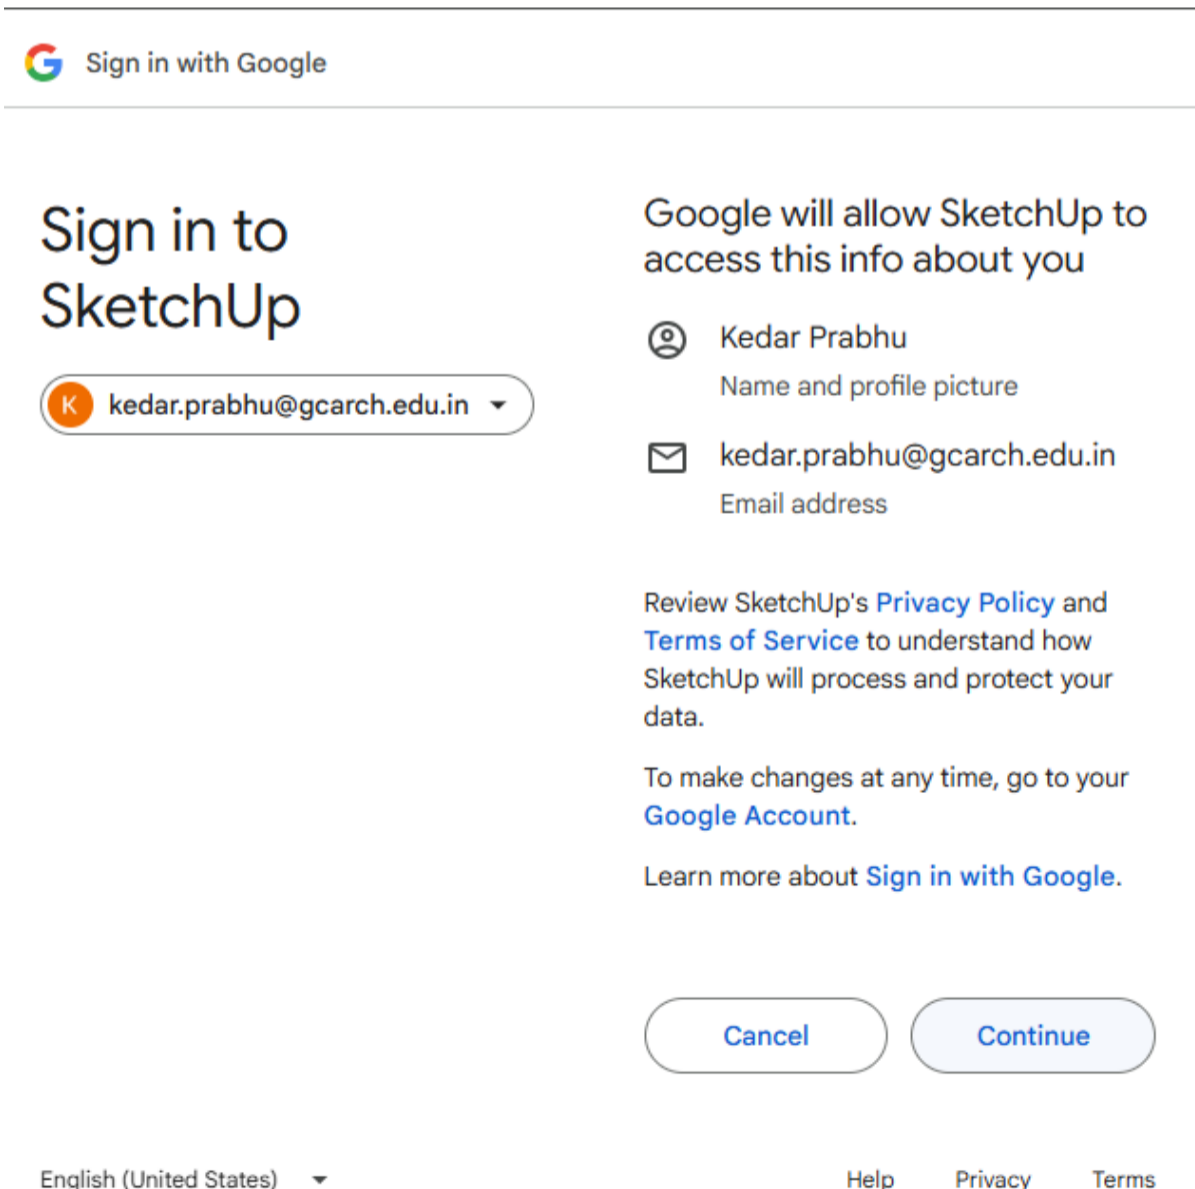 Sign in with Google
Sign in to
SketchUp
K kedar.prabhu@gcarch.edu.in
Google will allow SketchUp to
access this info about you
Kedar Prabhu
Name and profile picture
kedar.prabhu@gcarch.edu.in
Email address
Review SketchUp's Privacy Policy and
Terms of Service to understand how
SketchUp will process and protect your
data.
To make changes at any time, go to your
Google Account.
Learn more about Sign in with Google.
Cancel Continue
English (United States) Help Privacy Terms